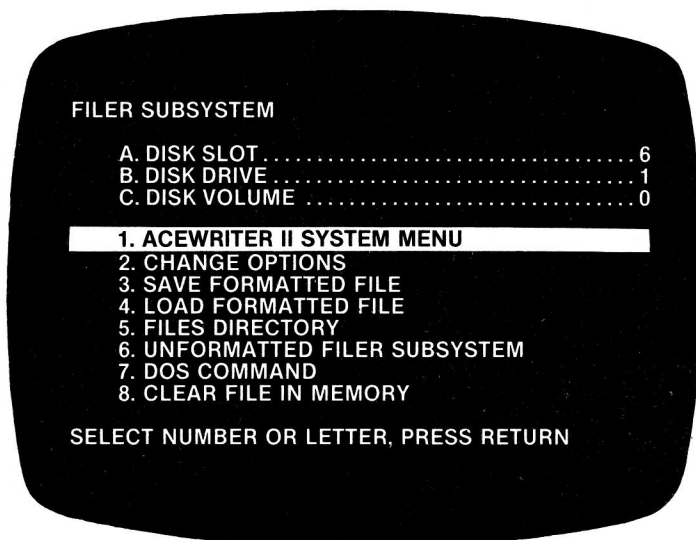 FILER SUBSYSTEM
A. DISK SLOT..................................6
B. DISK DRIVE.................................1
C. DISK VOLUME ..............................0
1. ACEWRITER II SYSTEM MENU
2. CHANGE OPTIONS
3. SAVE FORMATTED FILE
4. LOAD FORMATTED FILE
5. FILES DIRECTORY
6. UNFORMATTED FILER SUBSYSTEM
7. DOS COMMAND
8. CLEAR FILE IN MEMORY
SELECT NUMBER OR LETTER, PRESS RETURN